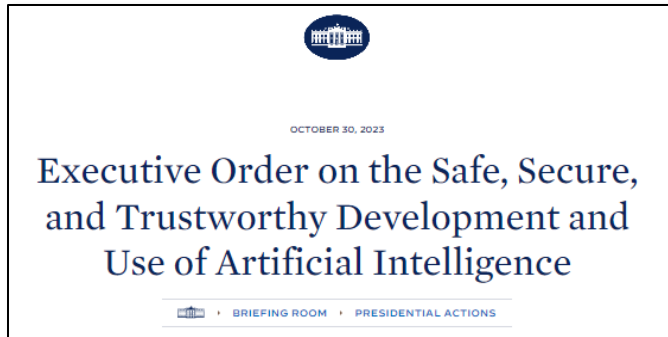 OCTOBER 30, 2023
Executive Order on the Safe, Secure,
and Trustworthy Development and
Use of Artificial Intelligence
BRIEFING ROOM › PRESIDENTIAL ACTIONS